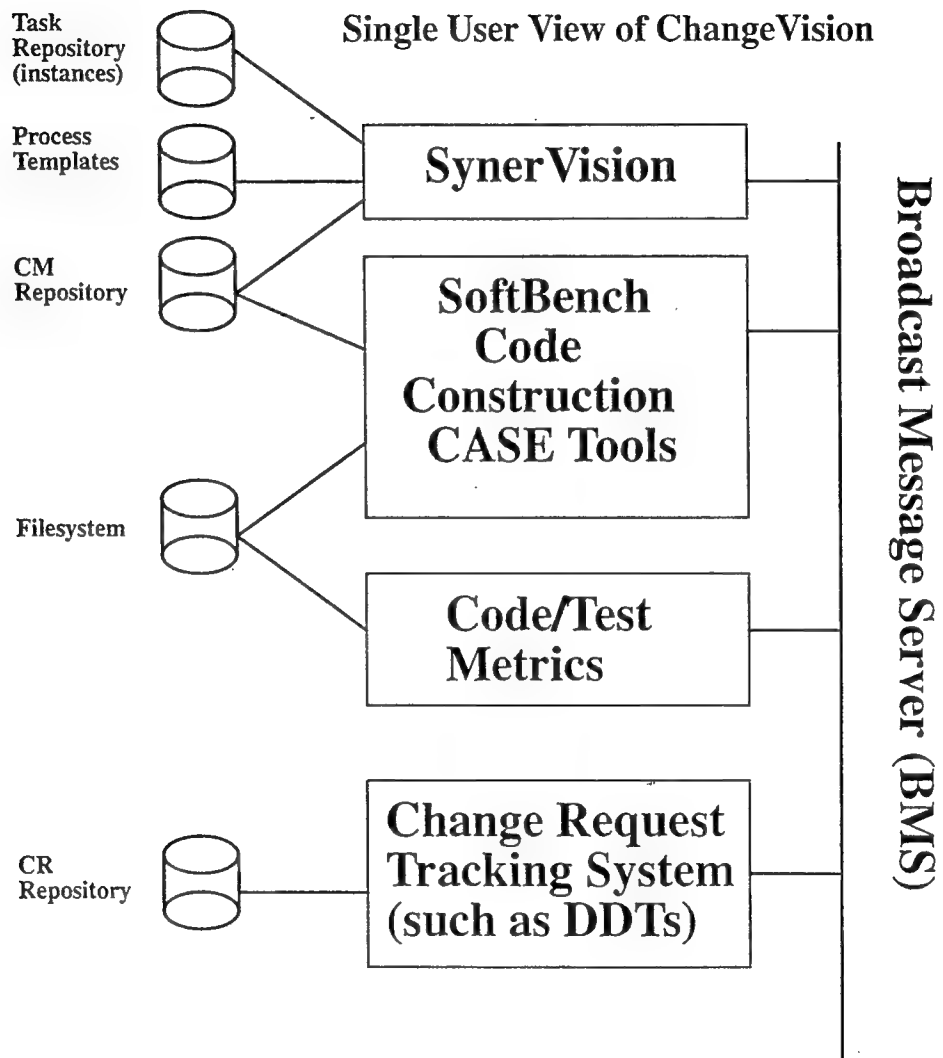 Single User View of ChangeVision
Task
Repository
(instances)
Process
Templates
CM
Repository
Filesystem
CR
Repository
SynerVision
SoftBench
Code
Construction
CASE Tools
Code/Test
Metrics
Change Request
Tracking System
(such as DDTs)
Broadcast Message Server (BMS)